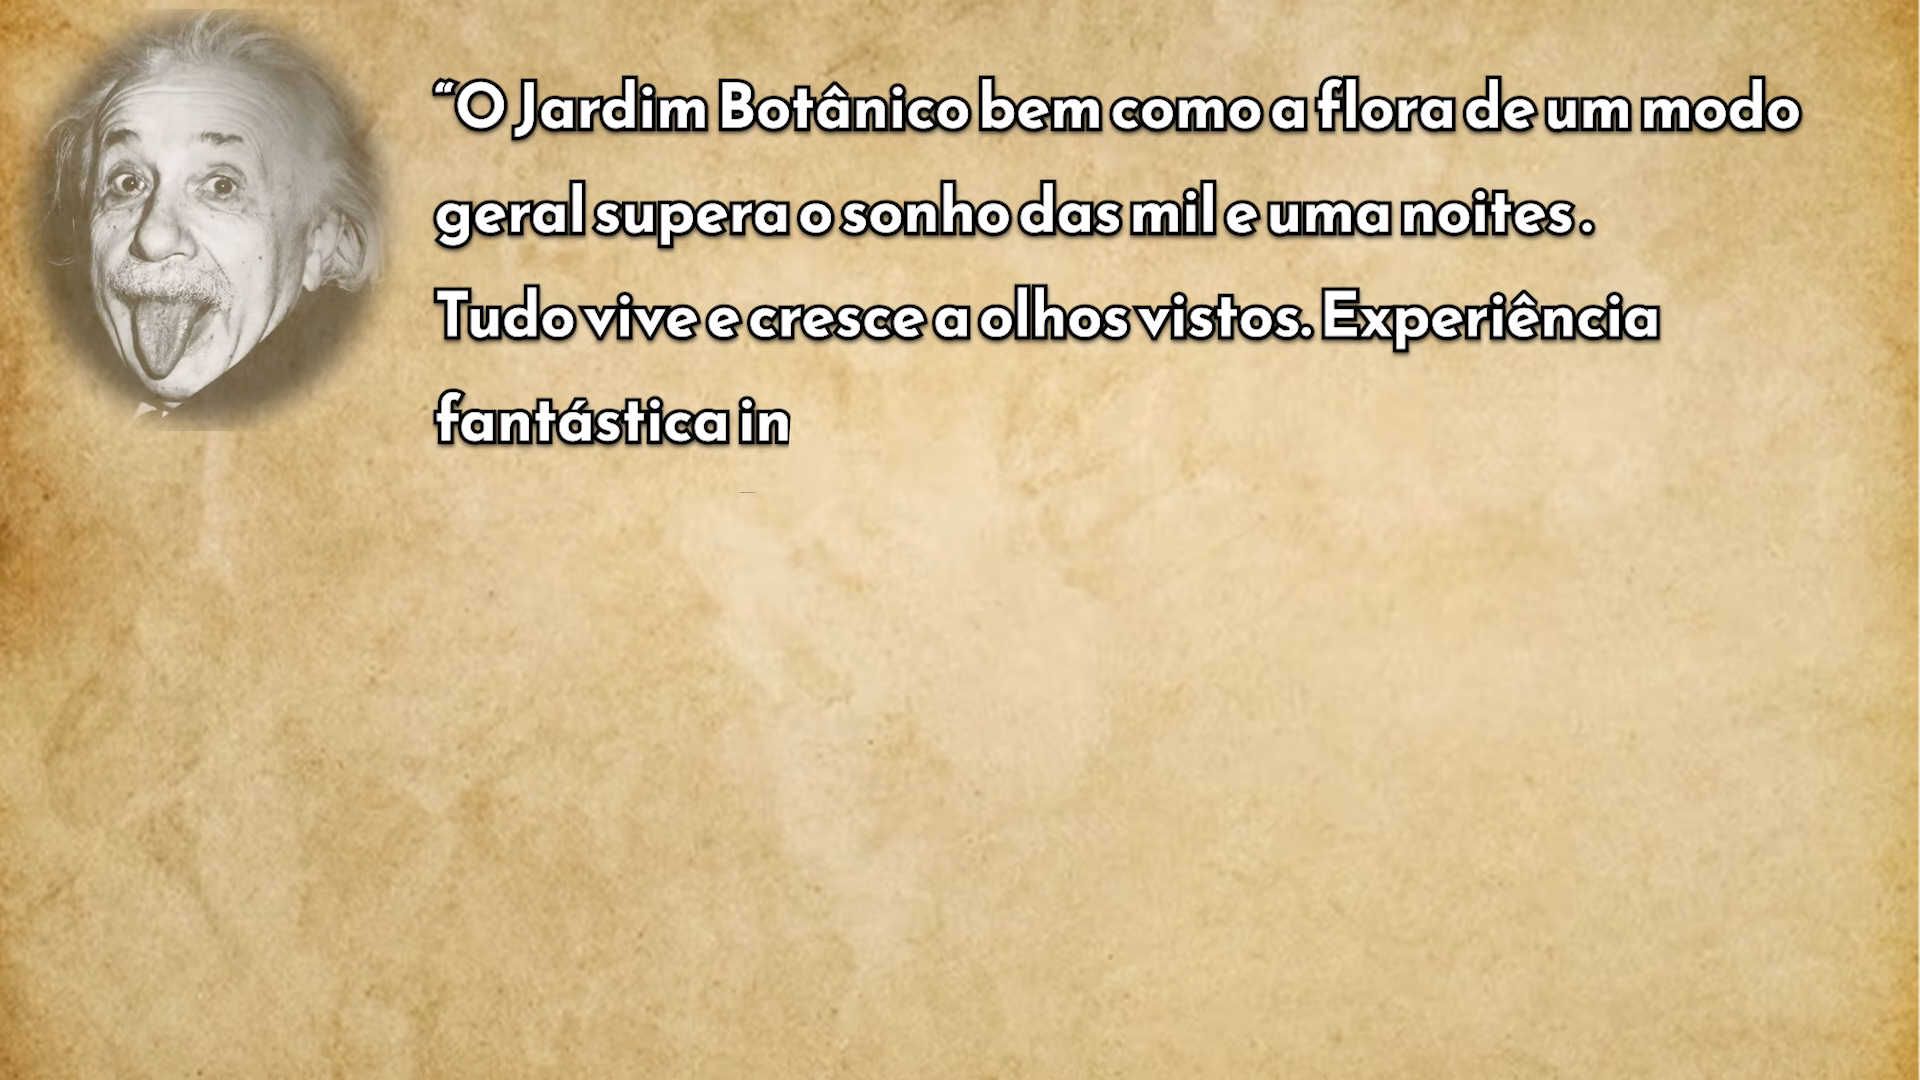 “O Jardim Botânico bem como a flora de um modo
geral supera o sonho das mil e uma noites.
Tudo vive e cresce a olhos vistos. Experiência
fantástica in